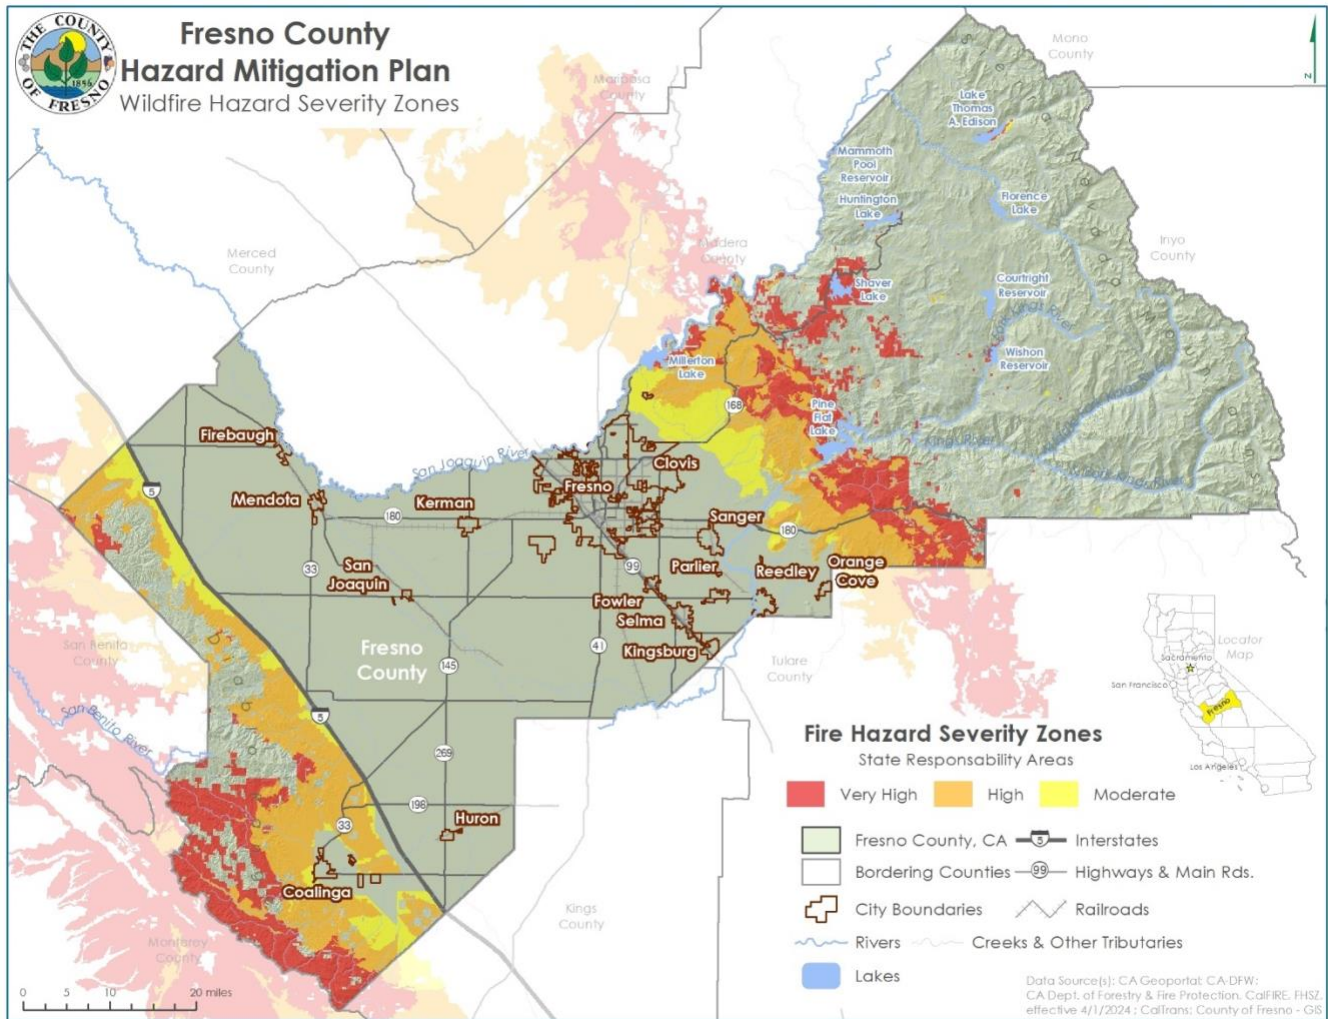 THE COUNTY OF FRESNO
1856
Fresno County
Hazard Mitigation Plan
Wildfire Hazard Severity Zones
N
Mono
County
Mariposa
County
Lake
Thomas
A. Edison
Mammoth
Pool
Reservoir
Huntington
Lake
Florence
Lake
Merced
County
Madera
County
Inyo
County
Shaver
Lake
Courtright
Reservoir
Wishon
Reservoir
Millerton
Lake
168
Pine
Flat
Lake
Kings River
Firebaugh
San Joaquin River
Clovis
5
Mendota
Kerman
Fresno
180
Sanger
180
San
Joaquin
33
99
Parlier
Reedley
Orange
Cove
Fowler
Selma
Kingsburg
Fresno
County
41
145
San Benito
County
Tulare
County
San Benito River
5
269
198
33
Huron
Coalinga
Kings
County
Monterey
County
Locator
Map
Sacramento
San Francisco
Fresno
Los Angeles
Fire Hazard Severity Zones
State Responsability Areas
Very High
High
Moderate
Fresno County, CA
5
Interstates
Bordering Counties
99
Highways & Main Rds.
City Boundaries
Railroads
Rivers
Creeks & Other Tributaries
Lakes
0 5 10 20 miles
Data Source(s): CA Geoportal; CA-DFW;
CA Dept. of Forestry & Fire Protection, CalFIRE, FHSZ,
effective 4/1/2024 ; CalTrans; County of Fresno - GIS